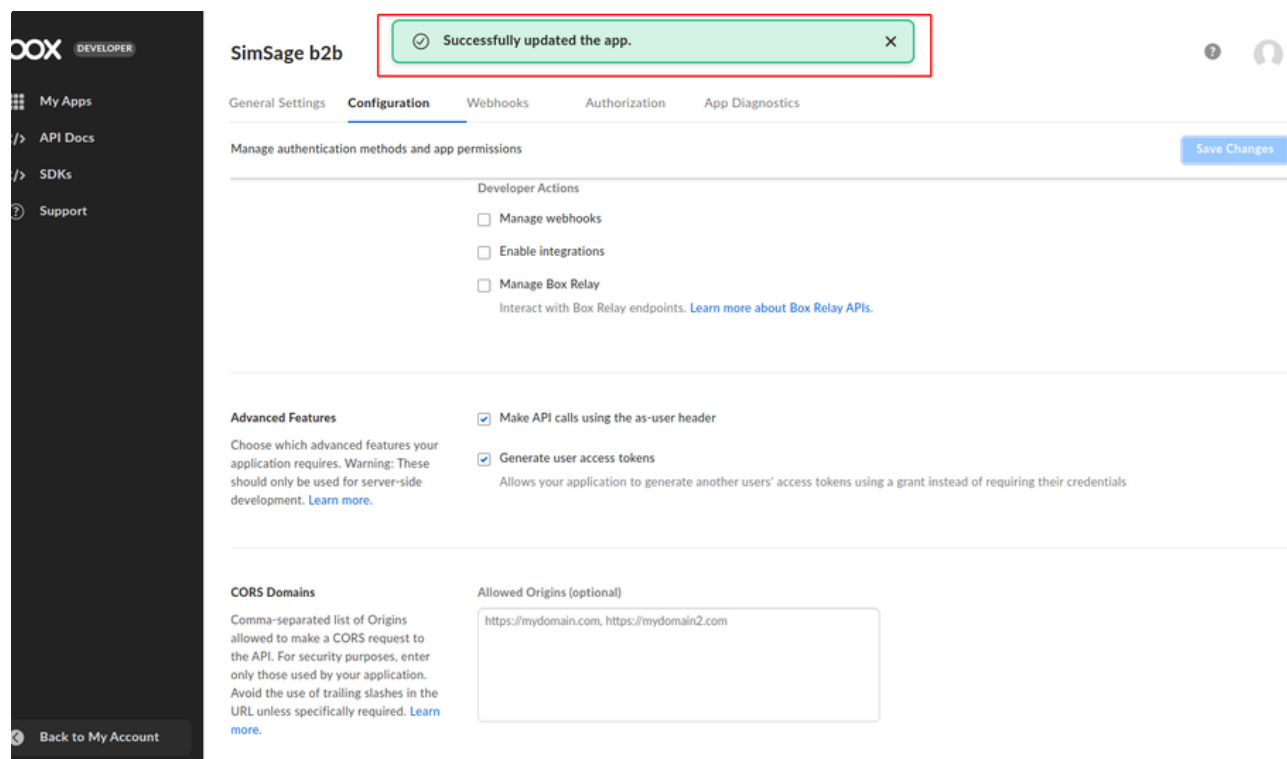 box DEVELOPER
My Apps
API Docs
SDKs
Support
Back to My Account
SimSage b2b
Successfully updated the app.
General Settings Configuration Webhooks Authorization App Diagnostics
Manage authentication methods and app permissions
Save Changes
Developer Actions
Manage webhooks
Enable integrations
Manage Box Relay
Interact with Box Relay endpoints. Learn more about Box Relay APIs.
Advanced Features
Choose which advanced features your
application requires. Warning: These
should only be used for server-side
development. Learn more.
Make API calls using the as-user header
Generate user access tokens
Allows your application to generate another users' access tokens using a grant instead of requiring their credentials
CORS Domains
Comma-separated list of Origins
allowed to make a CORS request to
the API. For security purposes, enter
only those used by your application.
Avoid the use of trailing slashes in the
URL unless specifically required. Learn
more.
Allowed Origins (optional)
https://mydomain.com, https://mydomain2.com